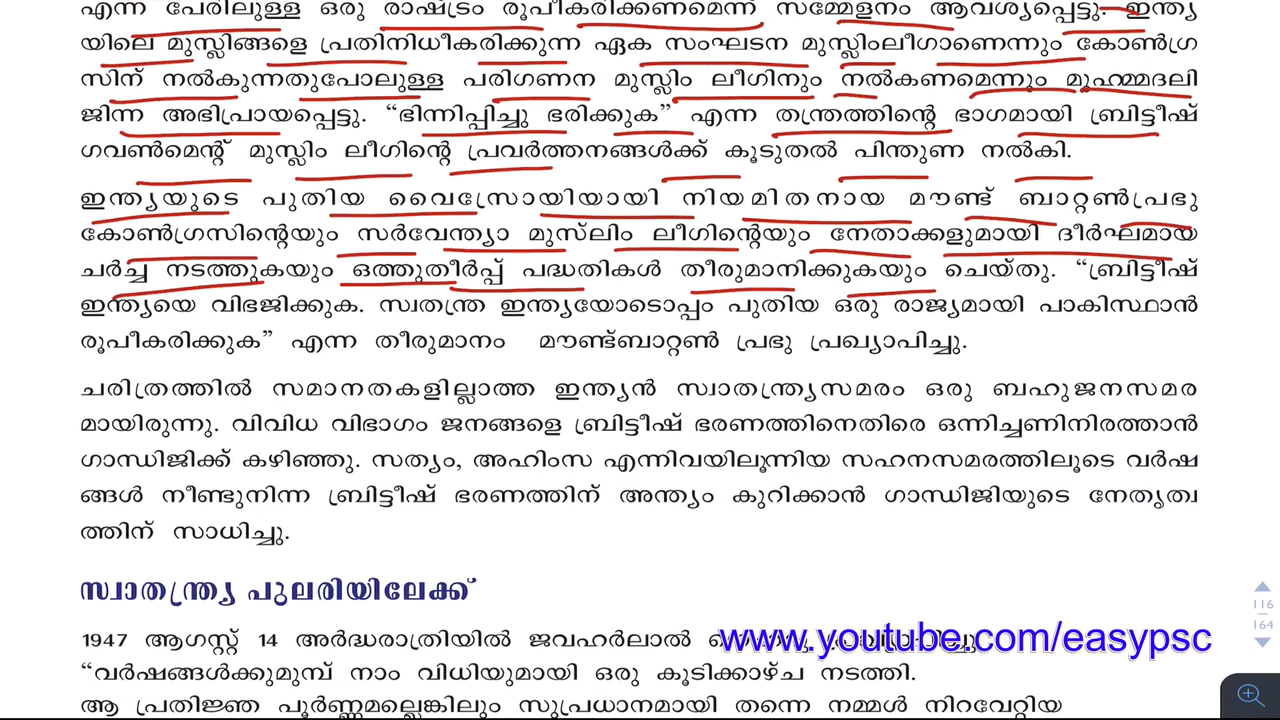 എന്ന പേരിലുള്ള ഒരു രാഷ്ട്രം രൂപീകരിക്കണമെന്ന് സമ്മേളനം ആവശ്യപ്പെട്ടു. ഇന്ത്യ
യിലെ മുസ്ലിങ്ങളെ പ്രതിനിധീകരിക്കുന്ന ഏക സംഘടന മുസ്ലിംലീഗാണെന്നും കോൺഗ്ര
സിന് നൽകുന്നതുപോലുള്ള പരിഗണന മുസ്ലിം ലീഗിനും നൽകണമെന്നും മുഹമ്മദലി
ജിന്ന അഭിപ്രായപ്പെട്ടു. “ഭിന്നിപ്പിച്ചു ഭരിക്കുക” എന്ന തന്ത്രത്തിന്റെ ഭാഗമായി ബ്രിട്ടീഷ്
ഗവൺമെന്റ് മുസ്ലിം ലീഗിന്റെ പ്രവർത്തനങ്ങൾക്ക് കൂടുതൽ പിന്തുണ നൽകി.
ഇന്ത്യയുടെ പുതിയ വൈസ്രോയിയായി നിയമിതനായ മൗണ്ട് ബാറ്റൺപ്രഭു
കോൺഗ്രസിന്റെയും സർവേന്ത്യാ മുസ്‌ലിം ലീഗിന്റെയും നേതാക്കളുമായി ദീർഘമായ
ചർച്ച നടത്തുകയും ഒത്തുതീർപ്പ് പദ്ധതികൾ തീരുമാനിക്കുകയും ചെയ്തു. “ബ്രിട്ടീഷ്
ഇന്ത്യയെ വിഭജിക്കുക. സ്വതന്ത്ര ഇന്ത്യയോടൊപ്പം പുതിയ ഒരു രാജ്യമായി പാകിസ്ഥാൻ
രൂപീകരിക്കുക” എന്ന തീരുമാനം മൗണ്ട്ബാറ്റൺ പ്രഭു പ്രഖ്യാപിച്ചു.
ചരിത്രത്തിൽ സമാനതകളില്ലാത്ത ഇന്ത്യൻ സ്വാതന്ത്ര്യസമരം ഒരു ബഹുജനസമര
മായിരുന്നു. വിവിധ വിഭാഗം ജനങ്ങളെ ബ്രിട്ടീഷ് ഭരണത്തിനെതിരെ ഒന്നിച്ചണിനിരത്താൻ
ഗാന്ധിജിക്ക് കഴിഞ്ഞു. സത്യം, അഹിംസ എന്നിവയിലൂന്നിയ സഹനസമരത്തിലൂടെ വർഷ
ങ്ങൾ നീണ്ടുനിന്ന ബ്രിട്ടീഷ് ഭരണത്തിന് അന്ത്യം കുറിക്കാൻ ഗാന്ധിജിയുടെ നേതൃത്വ
ത്തിന് സാധിച്ചു.
സ്വാതന്ത്ര്യ പുലരിയിലേക്ക്
1947 ആഗസ്റ്റ് 14 അർദ്ധരാത്രിയിൽ ജവഹർലാൽ
www.youtube.com/easypsc
“വർഷങ്ങൾക്കുമുമ്പ് നാം വിധിയുമായി ഒരു കൂടിക്കാഴ്ച നടത്തി.
ആ പ്രതിജ്ഞ പൂർണ്ണമല്ലെങ്കിലും സുപ്രധാനമായി തന്നെ നമ്മൾ നിറവേറ്റിയ
116
164